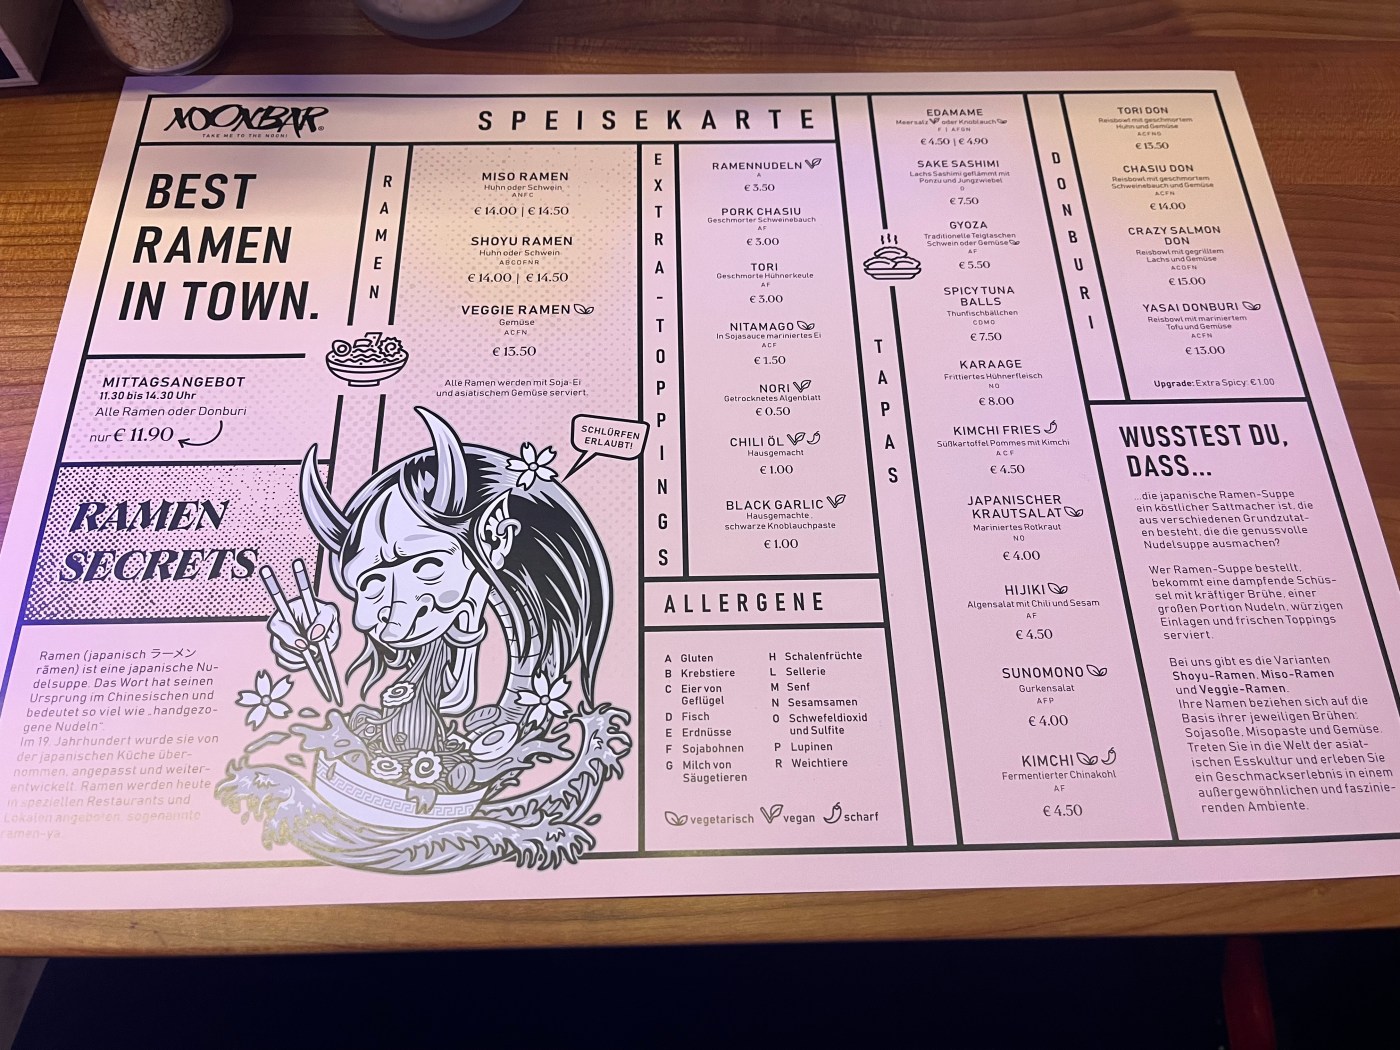 NOONBAR®
TAKE ME TO THE NOON!
SPEISEKARTE
BEST
RAMEN
IN TOWN.
MITTAGSANGEBOT
11.30 bis 14.30 Uhr
Alle Ramen oder Donburi
nur € 11.90
RAMEN
SECRETS
Ramen (japanisch ラーメン
rāmen) ist eine japanische Nu-
delsuppe. Das Wort hat seinen
Ursprung im Chinesischen und
bedeutet so viel wie „handgezo-
gene Nudeln“.
Im 19. Jahrhundert wurde sie von
der japanischen Küche über-
nommen, angepasst und weiter-
entwickelt. Ramen werden heute
in speziellen Restaurants und
Lokalen angeboten, sogenannte
ramen-ya.
RAMEN
MISO RAMEN
Huhn oder Schwein
ANFC
€ 14.00 | € 14.50
SHOYU RAMEN
Huhn oder Schwein
ABCDFNR
€ 14.00 | € 14.50
VEGGIE RAMEN
Gemüse
ACFN
€ 13.50
Alle Ramen werden mit Soja-Ei
und asiatischem Gemüse serviert.
SCHLÜRFEN
ERLAUBT!
EXTRA-TOPPINGS
RAMENNUDELN
A
€ 3.50
PORK CHASIU
Geschmorter Schweinebauch
AF
€ 3.00
TORI
Geschmorte Hühnerkeule
AF
€ 3.00
NITAMAGO
In Sojasauce mariniertes Ei
ACF
€ 1.50
NORI
Getrocknetes Algenblatt
€ 0.50
CHILI ÖL
Hausgemacht
€ 1.00
BLACK GARLIC
Hausgemachte
schwarze Knoblauchpaste
€ 1.00
ALLERGENE
A Gluten
B Krebstiere
C Eier von
Geflügel
D Fisch
E Erdnüsse
F Sojabohnen
G Milch von
Säugetieren
H Schalenfrüchte
L Sellerie
M Senf
N Sesamsamen
O Schwefeldioxid
und Sulfite
P Lupinen
R Weichtiere
vegetarisch vegan scharf
TAPAS
EDAMAME
Meersalz oder Knoblauch
F | AFGN
€ 4.50 | € 4.90
SAKE SASHIMI
Lachs Sashimi geflämmt mit
Ponzu und Jungzwiebel
D
€ 7.50
GYOZA
Traditionelle Teigtaschen
Schwein oder Gemüse
AF
€ 5.50
SPICY TUNA
BALLS
Thunfischbällchen
CDMG
€ 7.50
KARAAGE
Frittiertes Hühnerfleisch
NO
€ 8.00
KIMCHI FRIES
Süßkartoffel Pommes mit Kimchi
ACF
€ 4.50
JAPANISCHER
KRAUTSALAT
Mariniertes Rotkraut
NO
€ 4.00
HIJIKI
Algensalat mit Chili und Sesam
AF
€ 4.50
SUNOMONO
Gurkensalat
AFP
€ 4.00
KIMCHI
Fermentierter Chinakohl
AF
€ 4.50
DONBURI
TORI DON
Reisbowl mit geschmortem
Huhn und Gemüse
ACFNG
€ 13.50
CHASIU DON
Reisbowl mit geschmortem
Schweinebauch und Gemüse
ACFN
€ 14.00
CRAZY SALMON
DON
Reisbowl mit gegrilltem
Lachs und Gemüse
ACDFN
€ 15.00
YASAI DONBURI
Reisbowl mit mariniertem
Tofu und Gemüse
ACFN
€ 13.00
Upgrade: Extra Spicy: € 1.00
WUSSTEST DU,
DASS...
...die japanische Ramen-Suppe
ein köstlicher Sattmacher ist, die
aus verschiedenen Grundzutat-
en besteht, die die genussvolle
Nudelsuppe ausmachen?
Wer Ramen-Suppe bestellt,
bekommt eine dampfende Schüs-
sel mit kräftiger Brühe, einer
großen Portion Nudeln, würzigen
Einlagen und frischen Toppings
serviert.
Bei uns gibt es die Varianten
Shoyu-Ramen, Miso-Ramen
und Veggie-Ramen.
Ihre Namen beziehen sich auf die
Basis ihrer jeweiligen Brühen:
Sojasoße, Misopaste und Gemüse.
Treten Sie in die Welt der asiat-
ischen Esskultur und erleben Sie
ein Geschmackserlebnis in einem
außergewöhnlichen und faszinie-
renden Ambiente.